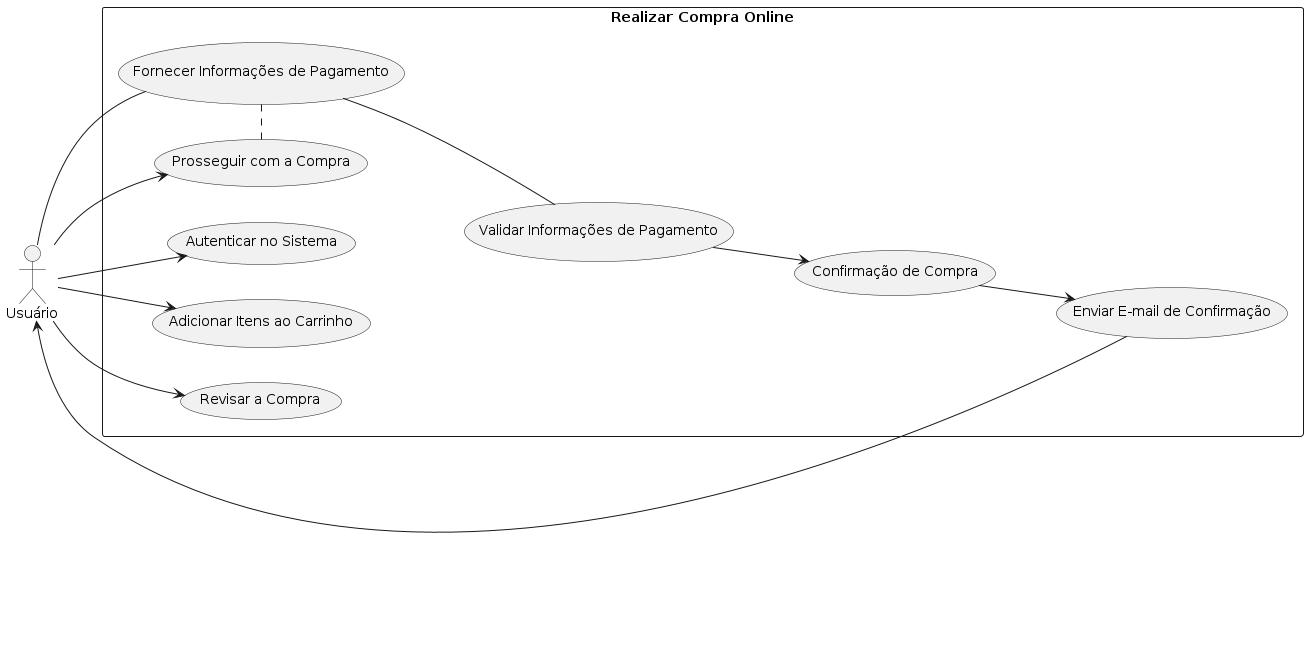 Realizar Compra Online
Fornecer Informações de Pagamento
Prosseguir com a Compra
Validar Informações de Pagamento
Autenticar no Sistema
Confirmação de Compra
Usuário
Enviar E-mail de Confirmação
Adicionar Itens ao Carrinho
Revisar a Compra